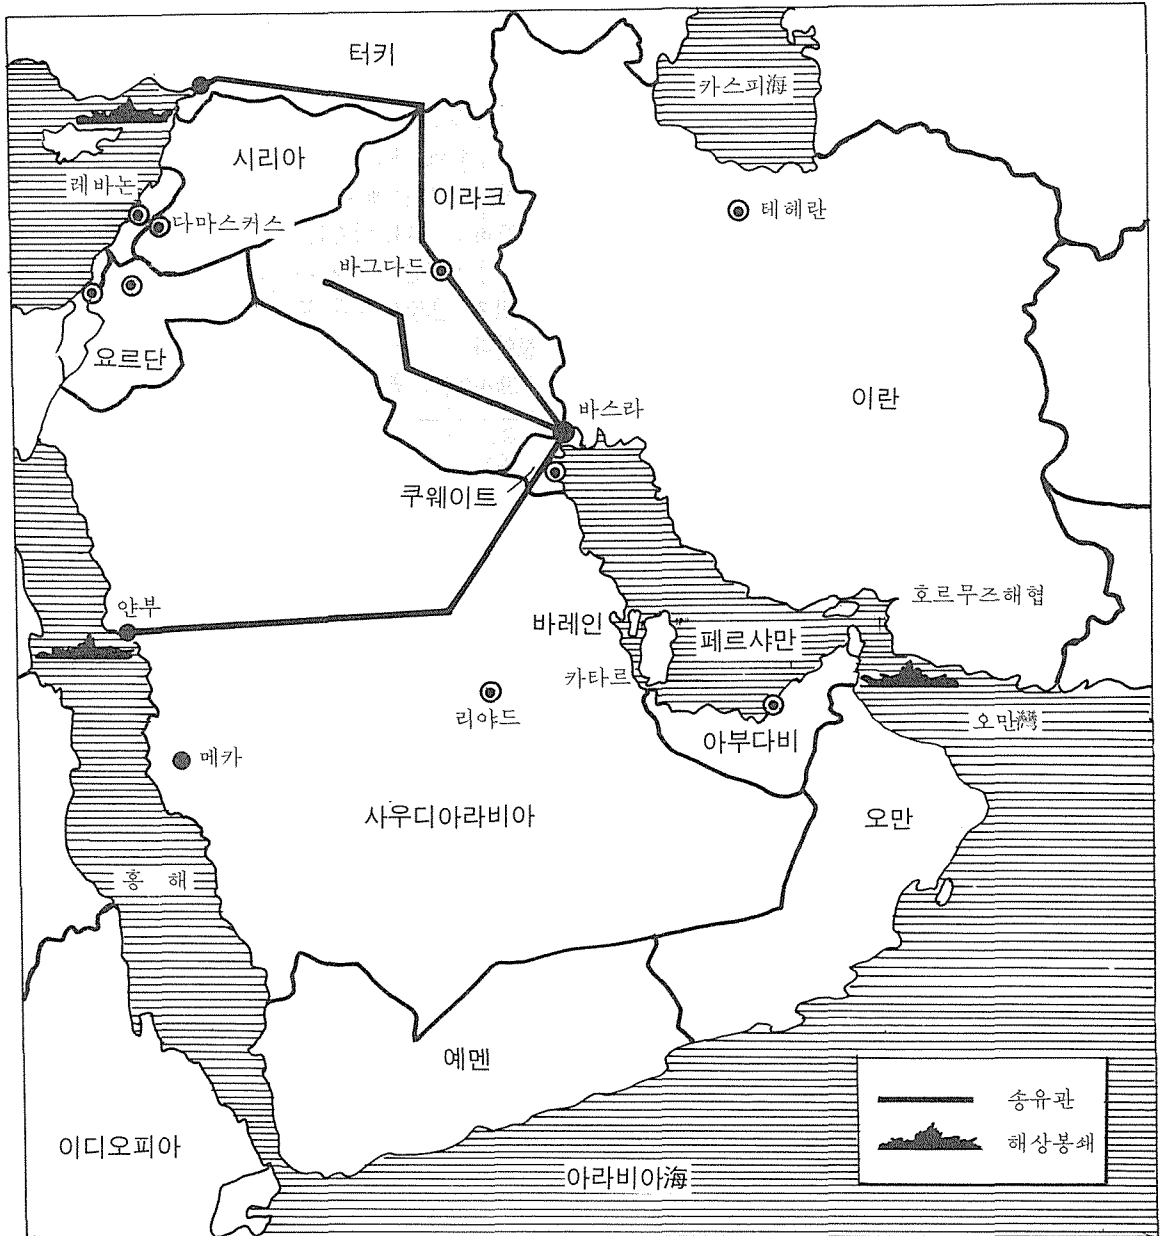 터키
카스피海
시리아
레바논
이라크
다마스커스
테헤란
바그다드
요르단
이란
바스라
쿠웨이트
얀부
호르무즈해협
바레인
페르샤만
카타르
리야드
오만灣
아부다비
메카
사우디아라비아
오만
홍 해
예멘
송유관
해상봉쇄
이디오피아
아라비아海